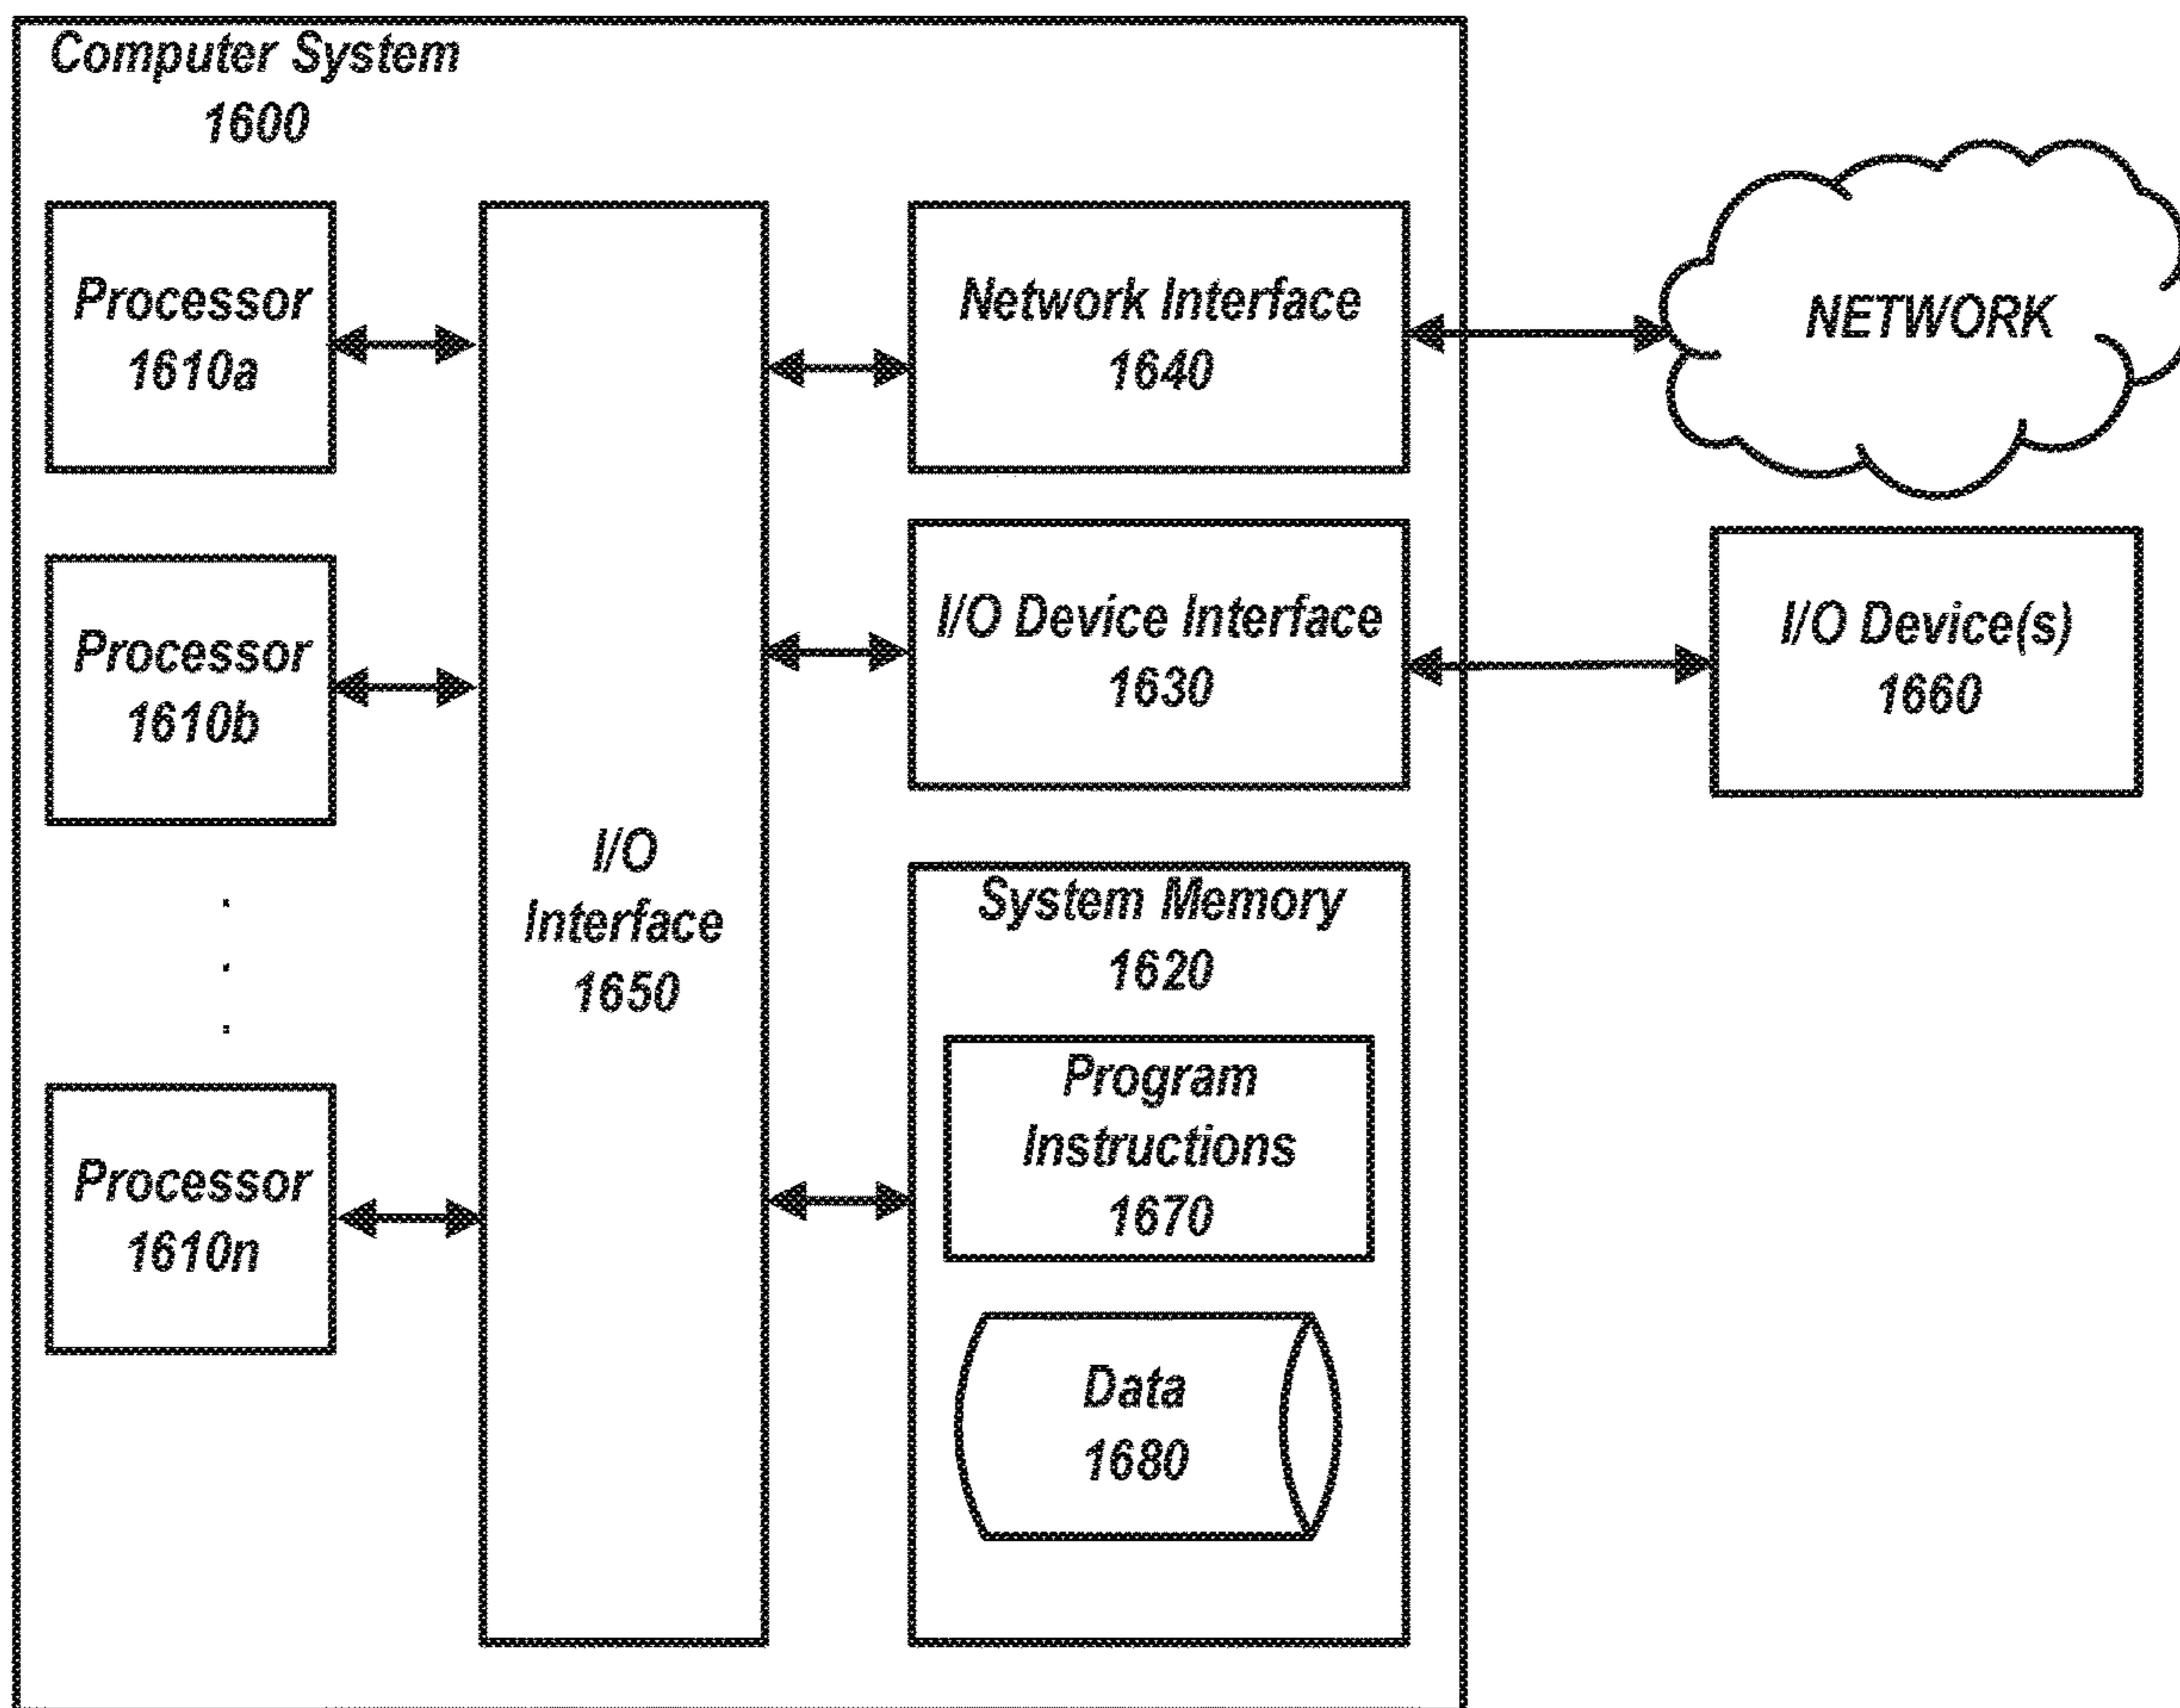 Computer System
1600
Processor
1610a
Network Interface
1640
NETWORK
Processor
1610b
I/O Device Interface
1630
I/O Device(s)
1660
I/O
Interface
1650
System Memory
1620
Program
Instructions
1670
Processor
1610n
Data
1680